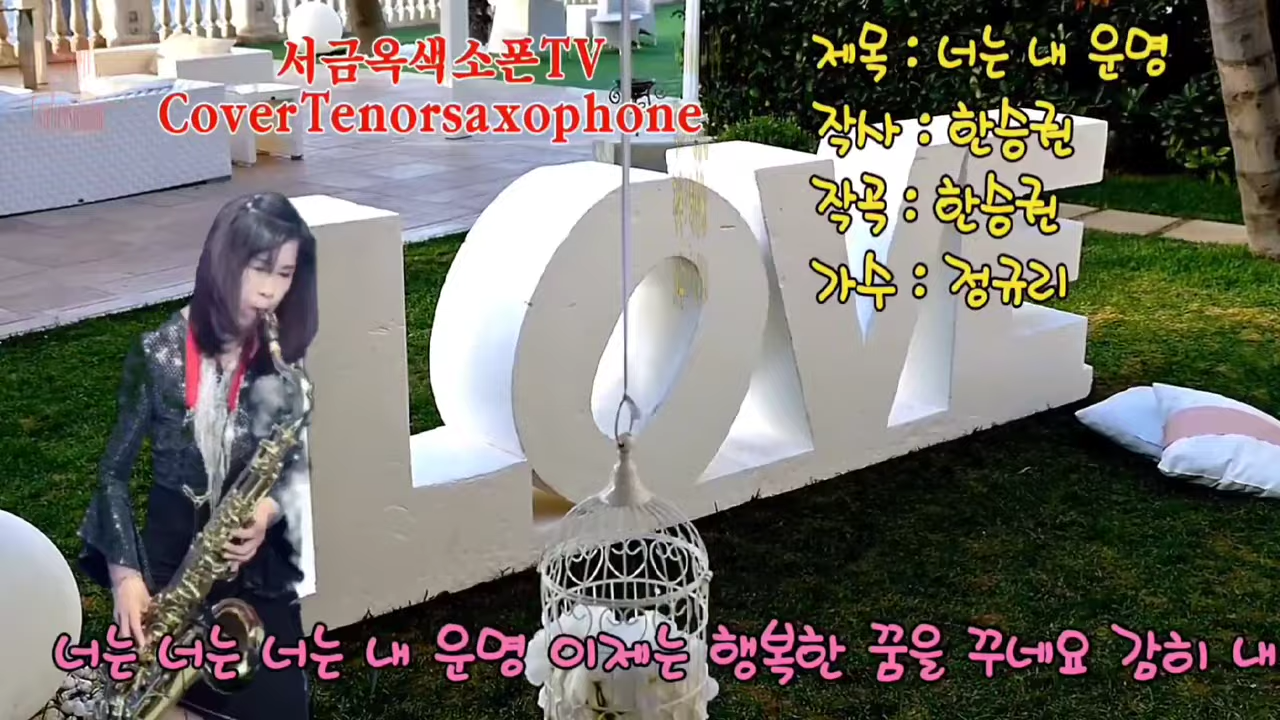 서금옥색소폰TV
CoverTenorsaxophone
제목 : 너는 내 운명
작사 : 한승권
작곡 : 한승권
가수 : 정규리
LOVE
너는 너는 너는 내 운명 이제는 행복한 꿈을 꾸네요 감히 내